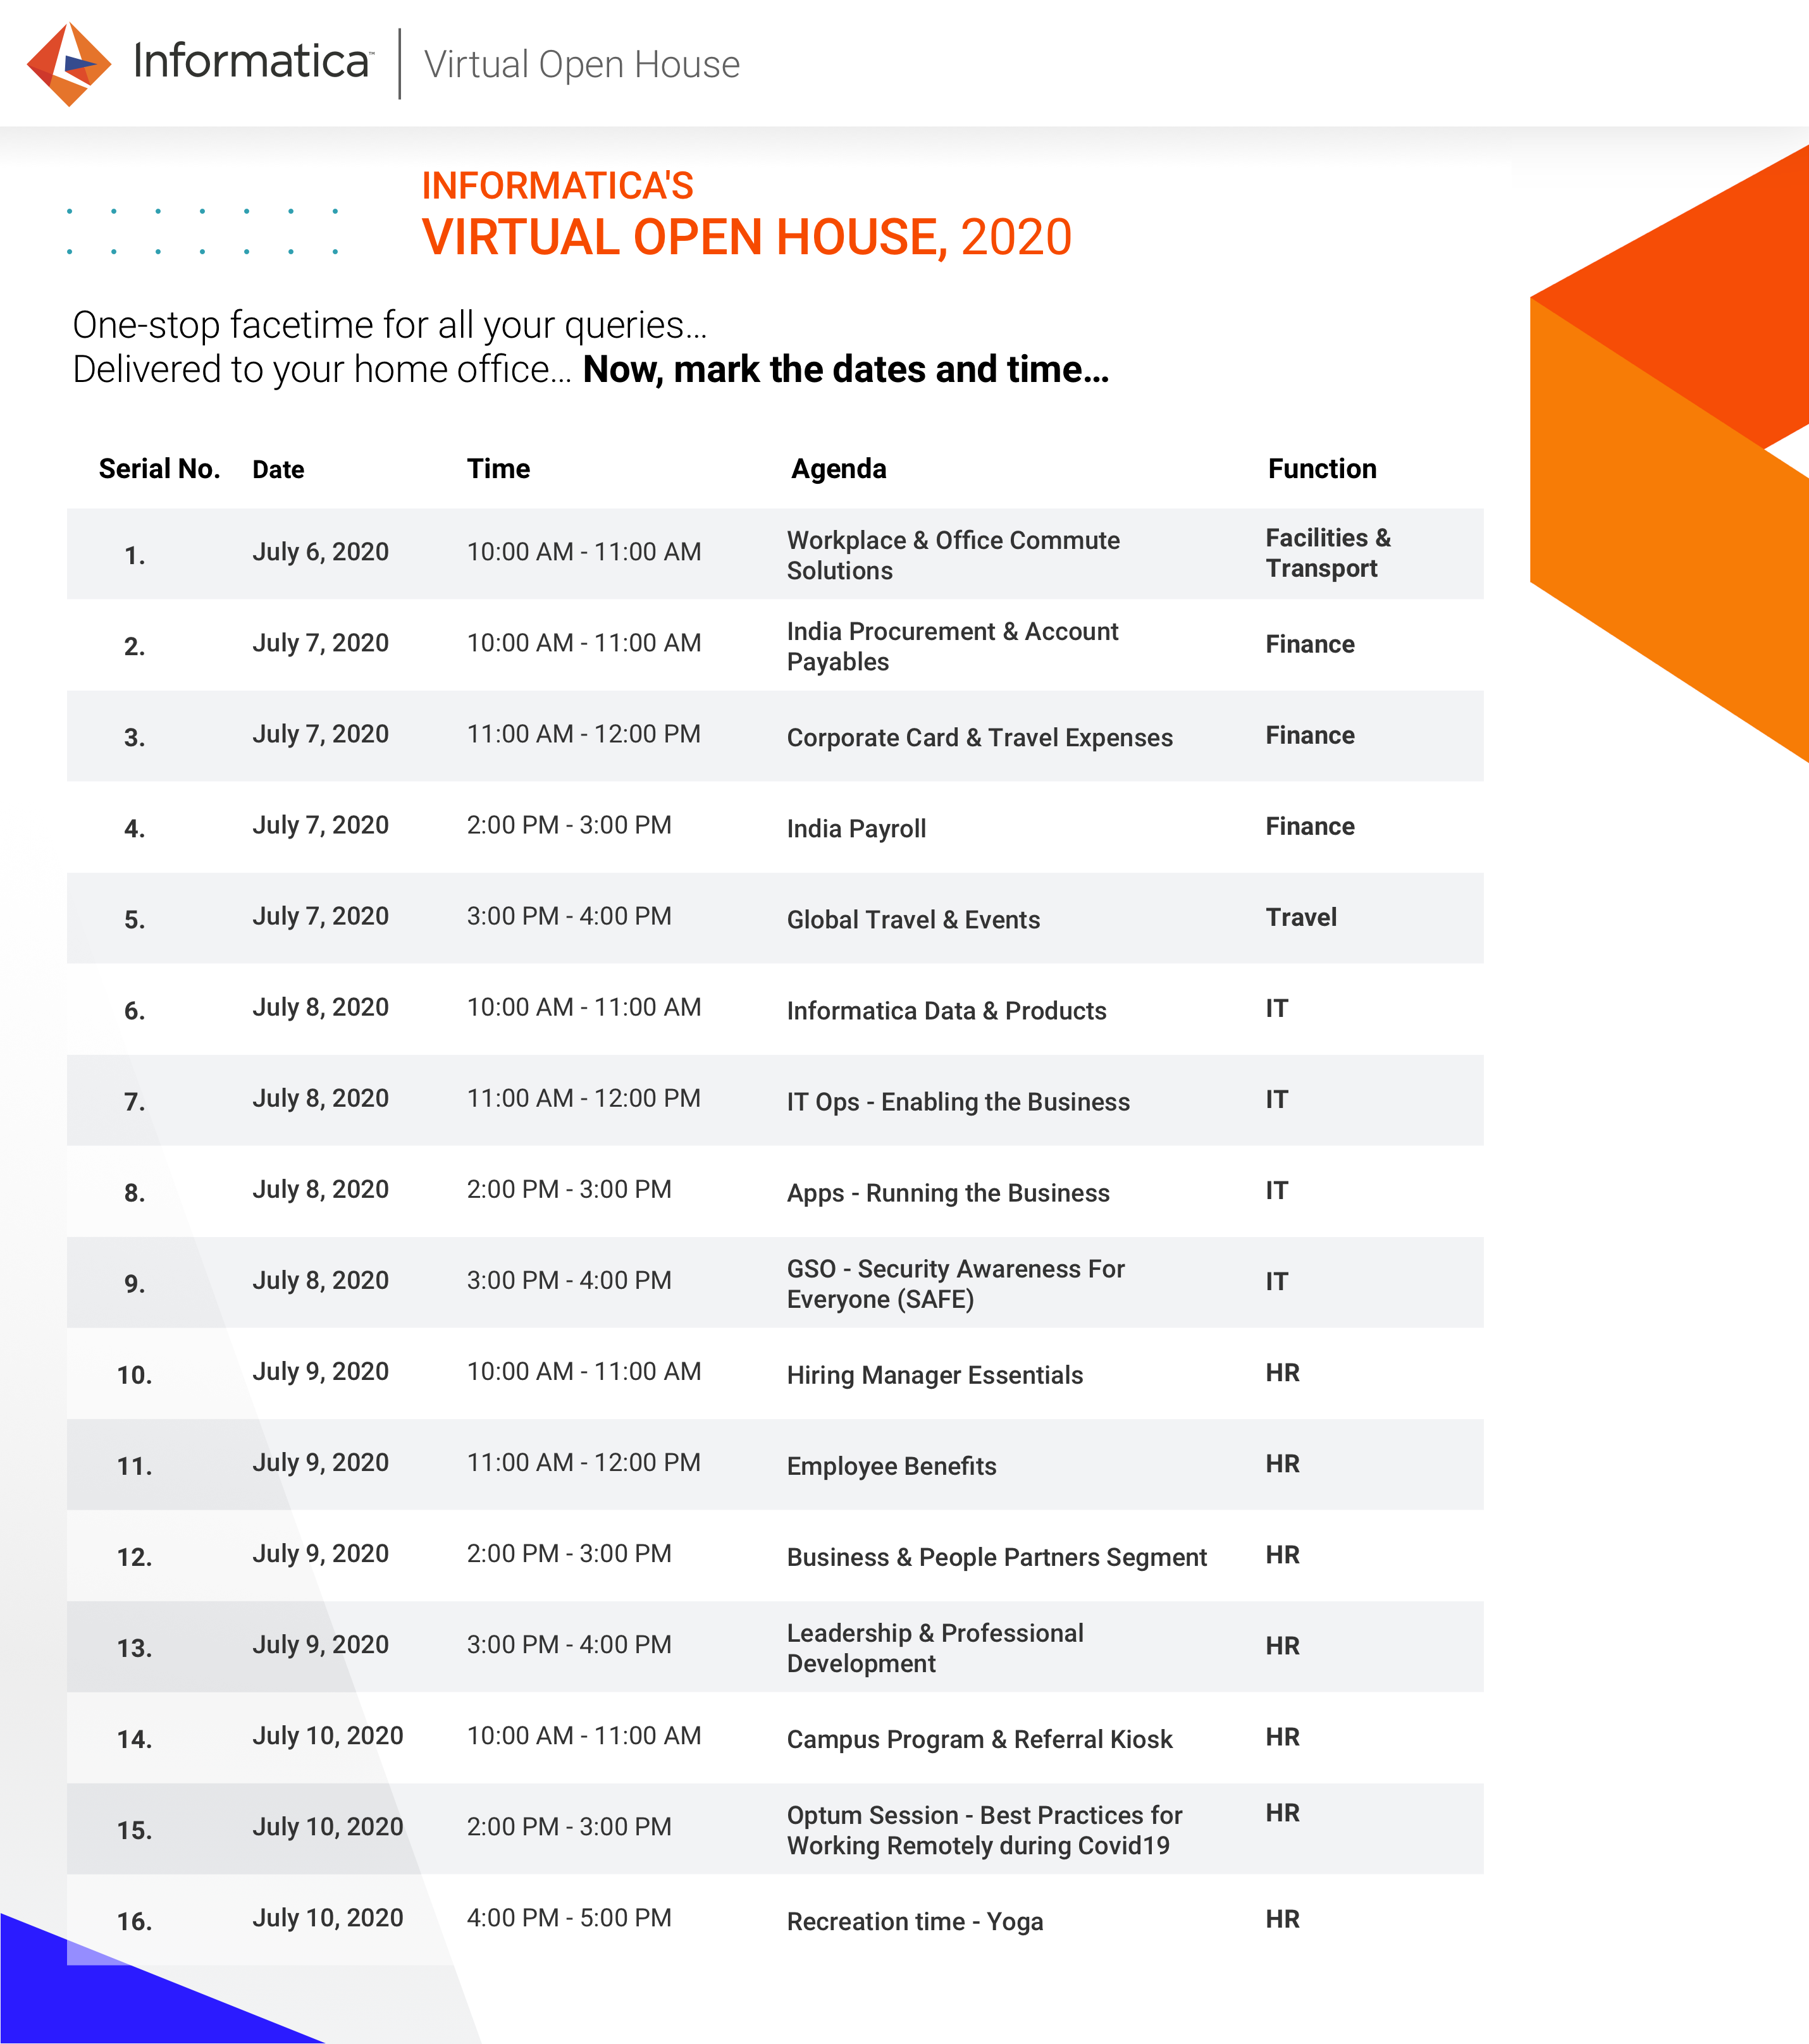 Informatica™ | Virtual Open House
INFORMATICA'S
VIRTUAL OPEN HOUSE, 2020
One-stop facetime for all your queries...
Delivered to your home office... Now, mark the dates and time...
Serial No. Date Time Agenda Function
1. July 6, 2020 10:00 AM - 11:00 AM Workplace & Office Commute
Solutions Facilities &
Transport
2. July 7, 2020 10:00 AM - 11:00 AM India Procurement & Account
Payables Finance
3. July 7, 2020 11:00 AM - 12:00 PM Corporate Card & Travel Expenses Finance
4. July 7, 2020 2:00 PM - 3:00 PM India Payroll Finance
5. July 7, 2020 3:00 PM - 4:00 PM Global Travel & Events Travel
6. July 8, 2020 10:00 AM - 11:00 AM Informatica Data & Products IT
7. July 8, 2020 11:00 AM - 12:00 PM IT Ops - Enabling the Business IT
8. July 8, 2020 2:00 PM - 3:00 PM Apps - Running the Business IT
9. July 8, 2020 3:00 PM - 4:00 PM GSO - Security Awareness For
Everyone (SAFE) IT
10. July 9, 2020 10:00 AM - 11:00 AM Hiring Manager Essentials HR
11. July 9, 2020 11:00 AM - 12:00 PM Employee Benefits HR
12. July 9, 2020 2:00 PM - 3:00 PM Business & People Partners Segment HR
13. July 9, 2020 3:00 PM - 4:00 PM Leadership & Professional
Development HR
14. July 10, 2020 10:00 AM - 11:00 AM Campus Program & Referral Kiosk HR
15. July 10, 2020 2:00 PM - 3:00 PM Optum Session - Best Practices for
Working Remotely during Covid19 HR
16. July 10, 2020 4:00 PM - 5:00 PM Recreation time - Yoga HR